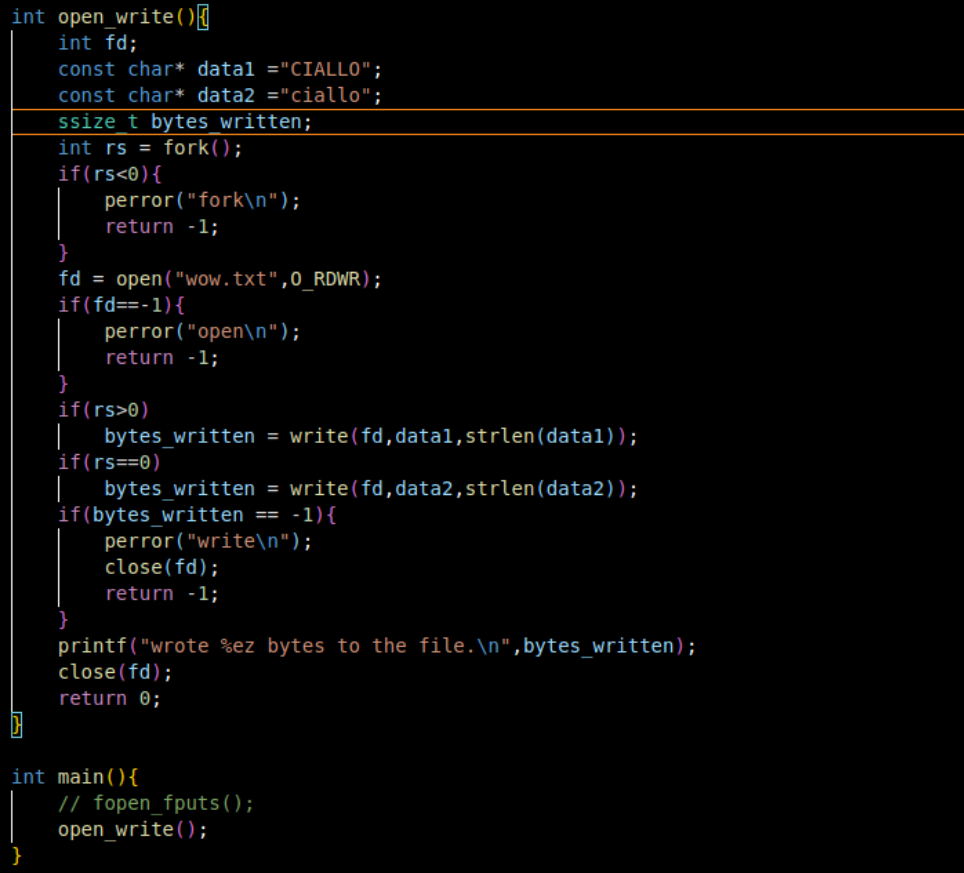 int open_write(){
    int fd;
    const char* data1 ="CIALLO";
    const char* data2 ="ciallo";
    ssize_t bytes_written;
    int rs = fork();
    if(rs<0){
        perror("fork\n");
        return -1;
    }
    fd = open("wow.txt",O_RDWR);
    if(fd==-1){
        perror("open\n");
        return -1;
    }
    if(rs>0)
        bytes_written = write(fd,data1,strlen(data1));
    if(rs==0)
        bytes_written = write(fd,data2,strlen(data2));
    if(bytes_written == -1){
        perror("write\n");
        close(fd);
        return -1;
    }
    printf("wrote %ez bytes to the file.\n",bytes_written);
    close(fd);
    return 0;
}

int main(){
    // fopen_fputs();
    open_write();
}